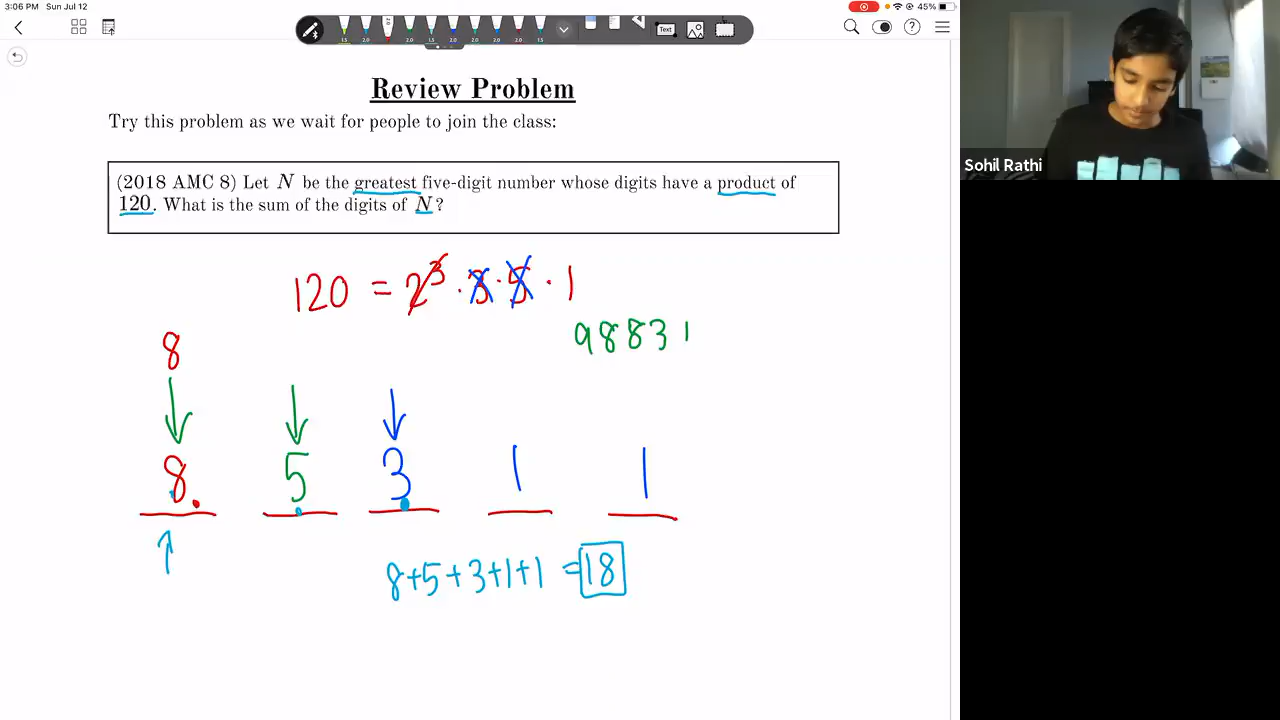 3:06 PM Sun Jul 12
45%
Text
Review Problem
Try this problem as we wait for people to join the class:
(2018 AMC 8) Let N be the greatest five-digit number whose digits have a product of
120. What is the sum of the digits of N?
120 = 2³ · 3 · 5 · 1
98831
8
8 5 3 1 1
8+5+3+1+1 = 18
Sohil Rathi